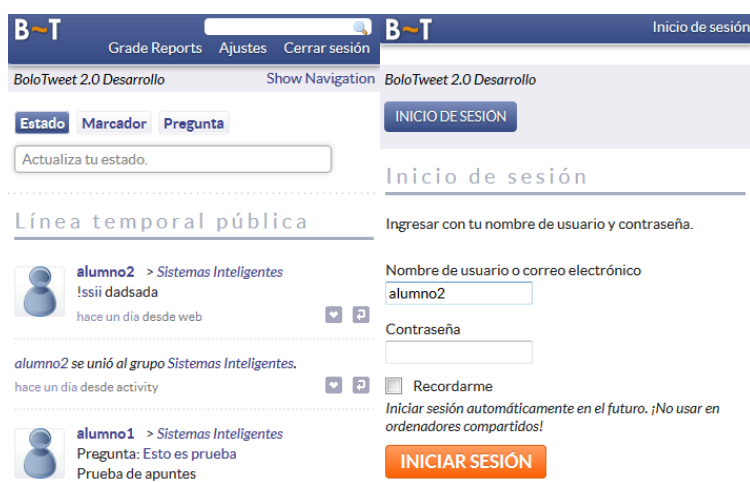 B~T
Grade Reports Ajustes Cerrar sesión
BoloTweet 2.0 Desarrollo Show Navigation
Estado Marcador Pregunta
Actualiza tu estado.
Línea temporal pública
alumno2 > Sistemas Inteligentes
!ssii dadsada
hace un día desde web
alumno2 se unió al grupo Sistemas Inteligentes.
hace un día desde activity
alumno1 > Sistemas Inteligentes
Pregunta: Esto es prueba
Prueba de apuntes
B~T Inicio de sesión
BoloTweet 2.0 Desarrollo
INICIO DE SESIÓN
Inicio de sesión
Ingresar con tu nombre de usuario y contraseña.
Nombre de usuario o correo electrónico
alumno2
Contraseña
Recordarme
Iniciar sesión automáticamente en el futuro. ¡No usar en
ordenadores compartidos!
INICIAR SESIÓN